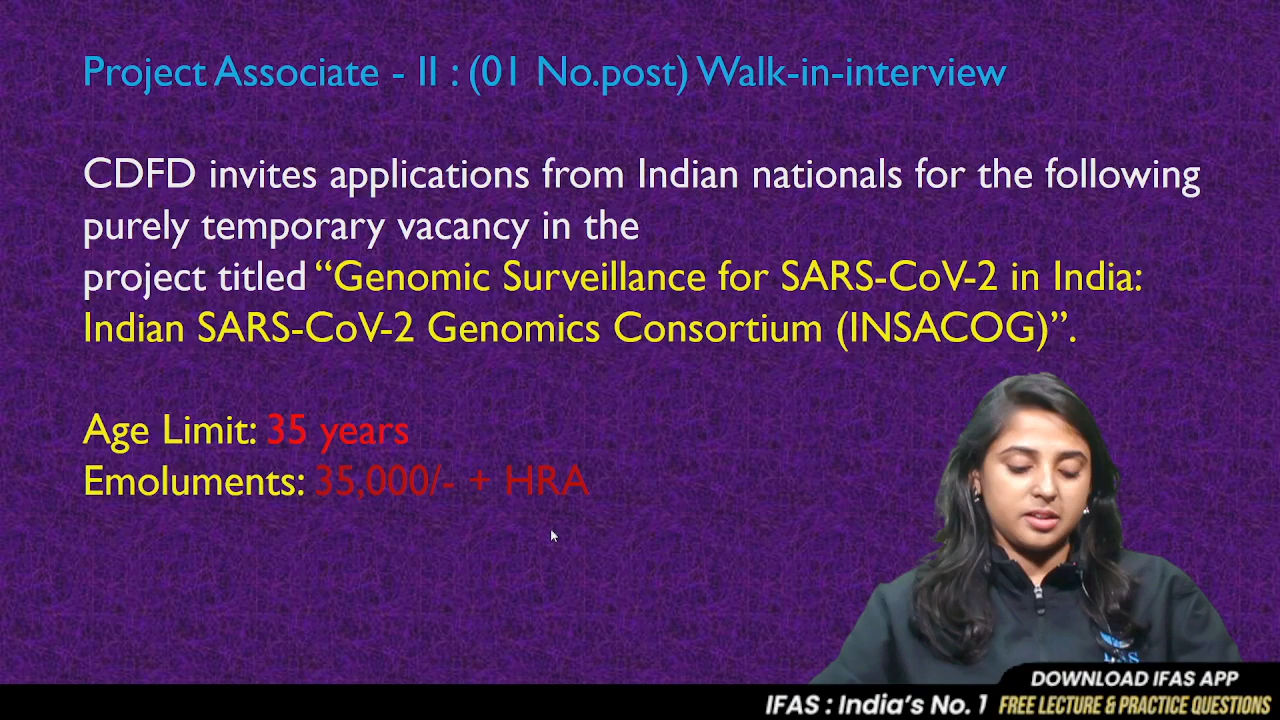 Project Associate - II : (01 No.post) Walk-in-interview
CDFD invites applications from Indian nationals for the following
purely temporary vacancy in the
project titled “Genomic Surveillance for SARS-CoV-2 in India:
Indian SARS-CoV-2 Genomics Consortium (INSACOG)”.
Age Limit: 35 years
Emoluments: 35,000/- + HRA
DOWNLOAD IFAS APP
IFAS : India's No. 1 FREE LECTURE & PRACTICE QUESTIONS